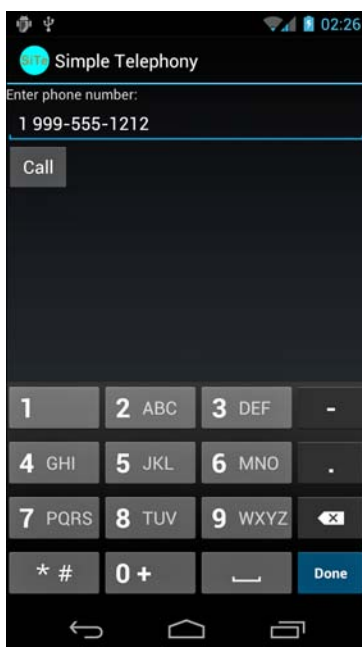 02:26
SiTe Simple Telephony
Enter phone number:
1 999-555-1212
Call
1 2 ABC 3 DEF -
4 GHI 5 JKL 6 MNO .
7 PQRS 8 TUV 9 WXYZ
* # 0 + Done